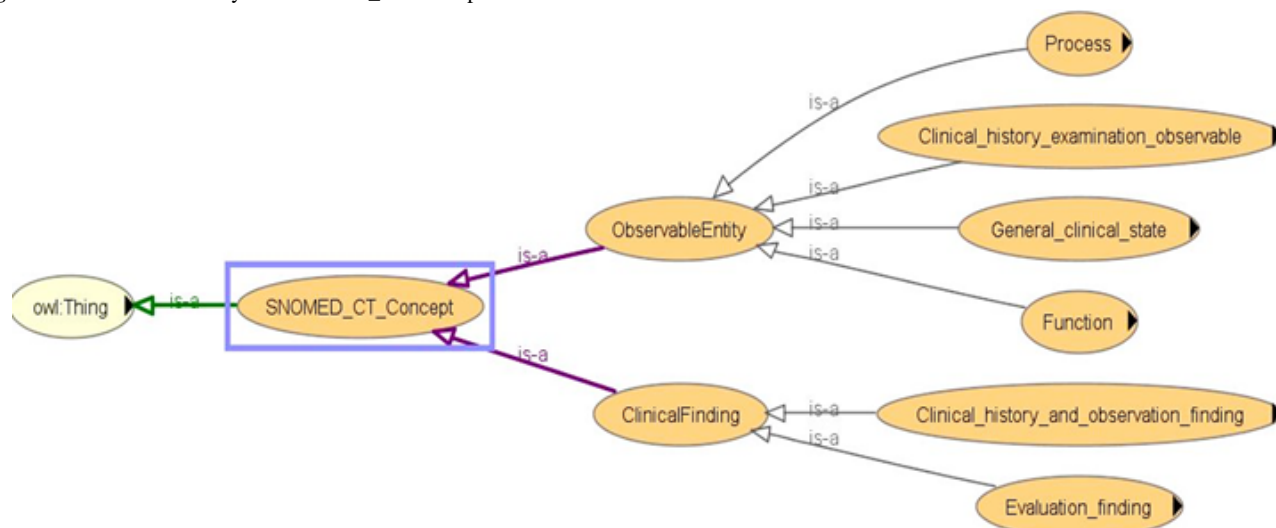 Process
is-a
Clinical_history_examination_observable
is-a
ObservableEntity
is-a
General_clinical_state
is-a
is-a
owl:Thing
is-a
SNOMED_CT_Concept
Function
is-a
ClinicalFinding
is-a
Clinical_history_and_observation_finding
is-a
Evaluation_finding